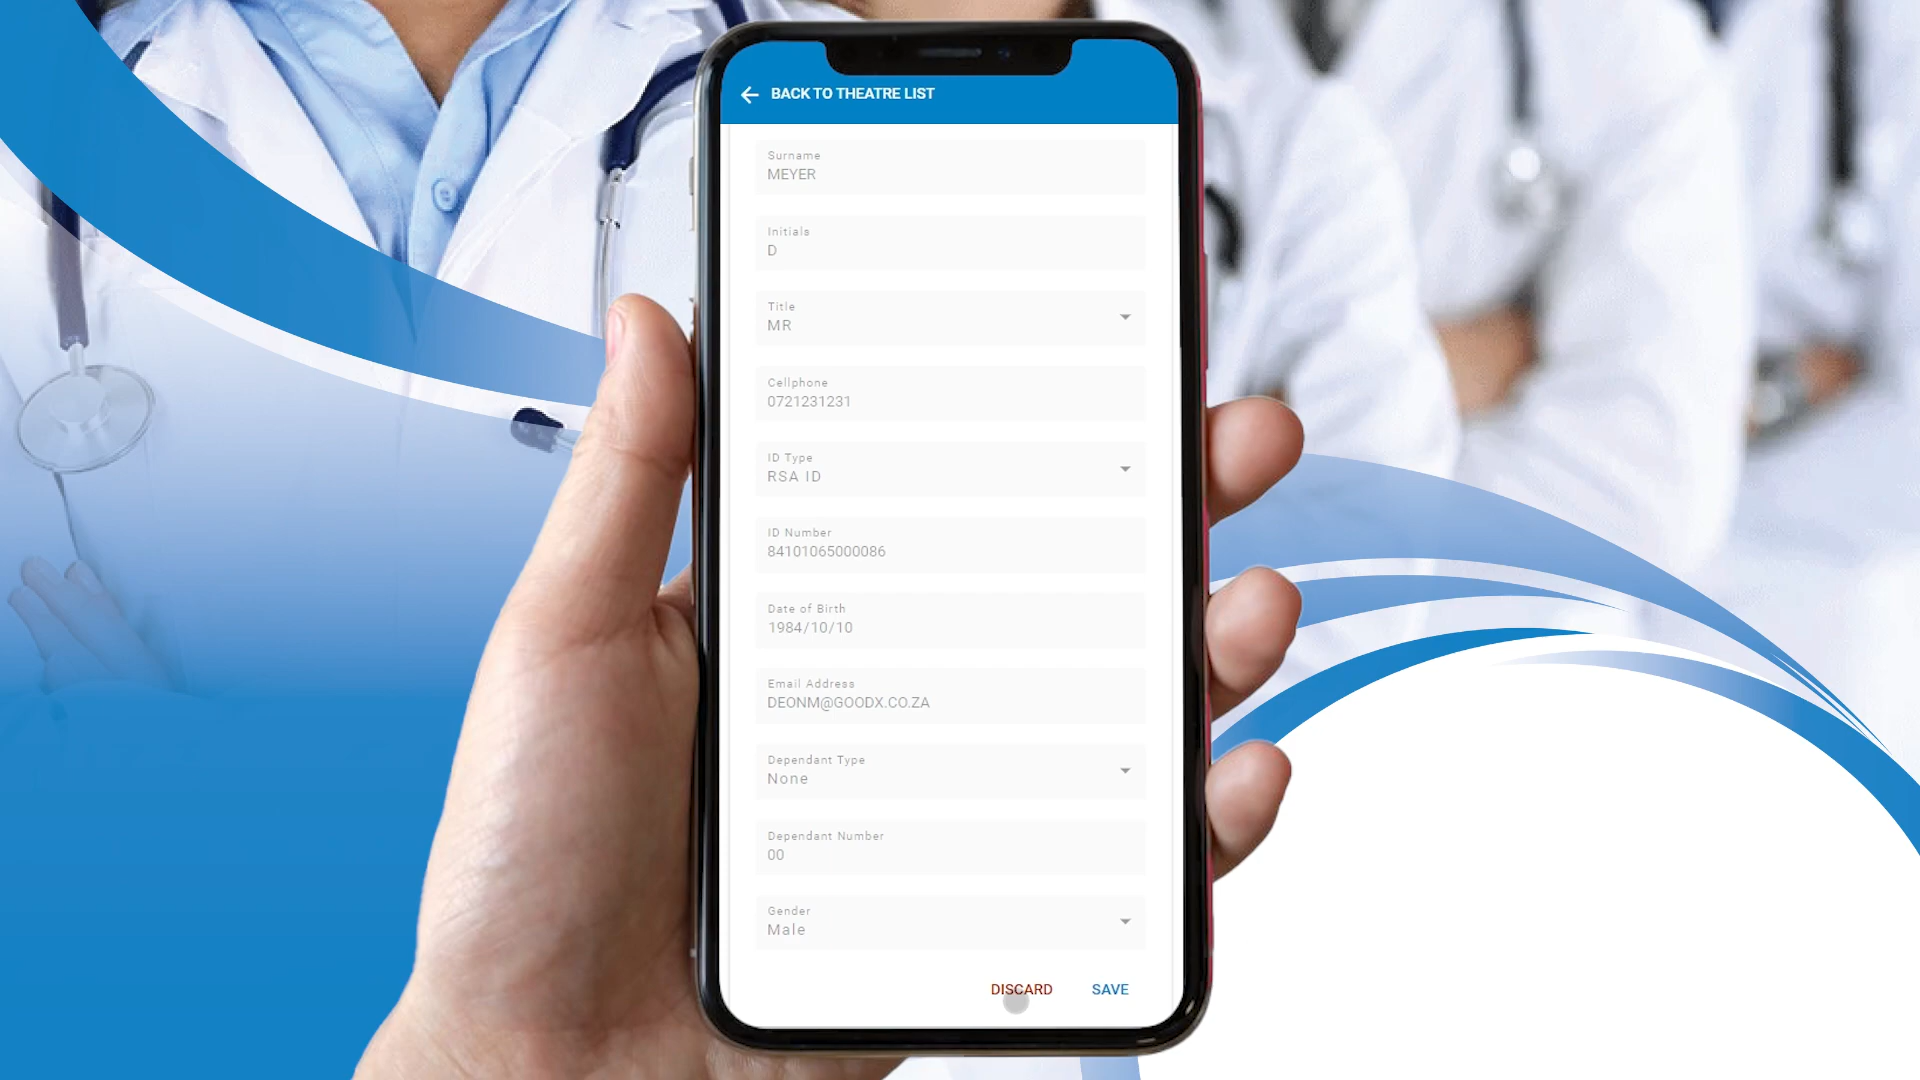 BACK TO THEATRE LIST
Surname
MEYER
Initials
D
Title
MR
Cellphone
0721231231
ID Type
RSA ID
ID Number
84101065000086
Date of Birth
1984/10/10
Email Address
DEONM@GOODX.CO.ZA
Dependant Type
None
Dependant Number
00
Gender
Male
DISCARD SAVE